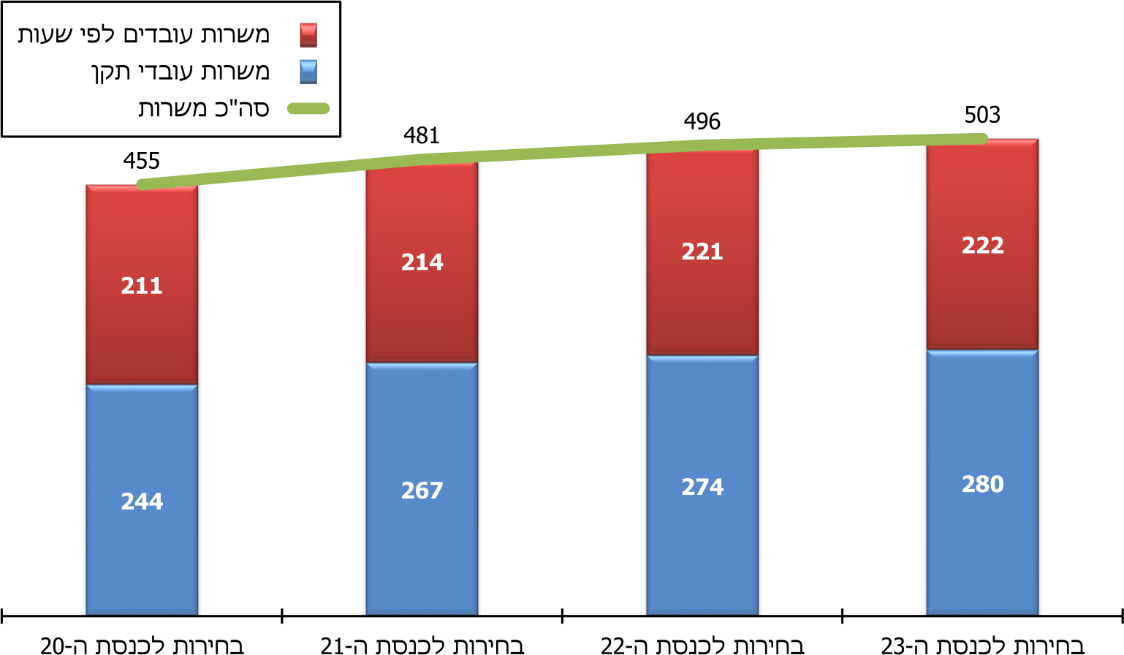 משרות עובדים לפי שעות
משרות עובדי תקן
סה"כ משרות
455
481
496
503
211
214
221
222
244
267
274
280
בחירות לכנסת ה-20
בחירות לכנסת ה-21
בחירות לכנסת ה-22
בחירות לכנסת ה-23